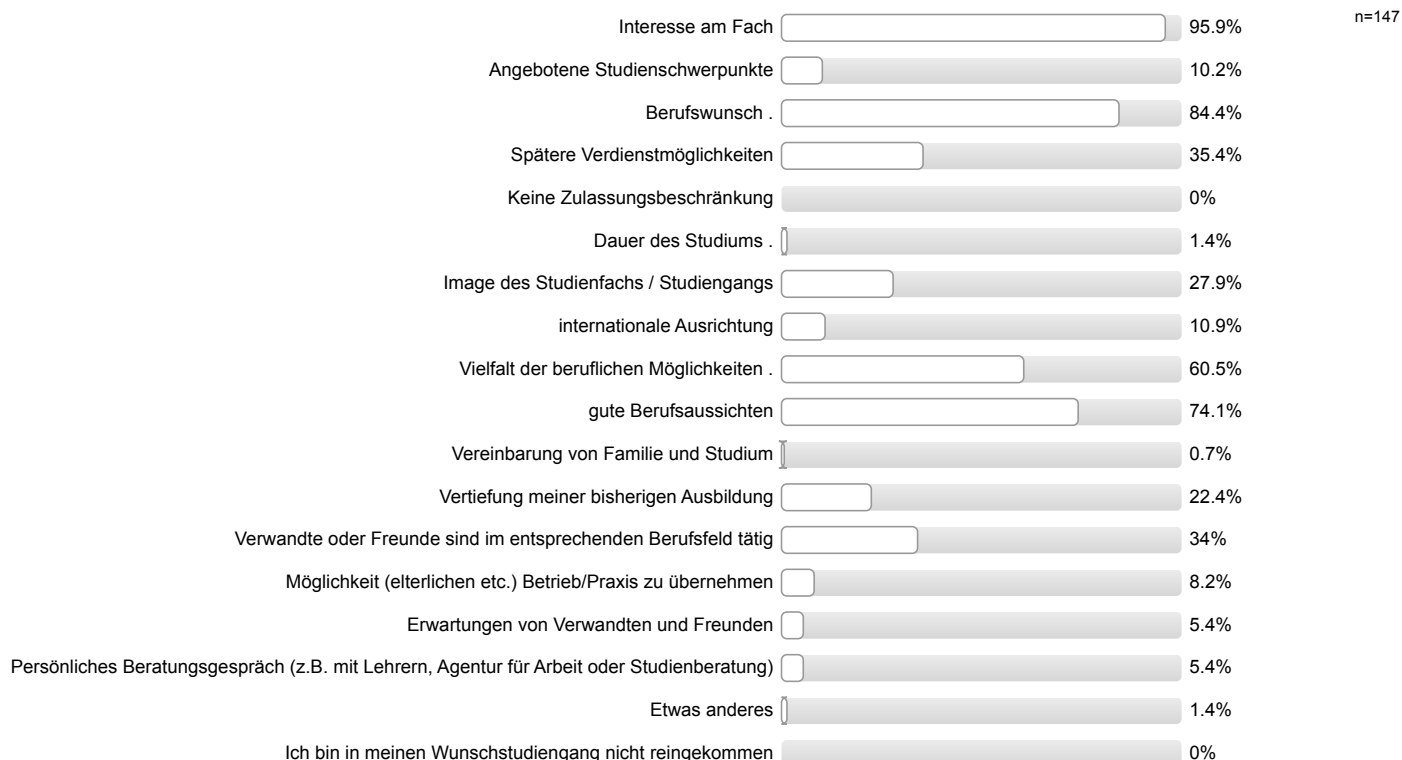 n=147
Interesse am Fach 95.9%
Angebotene Studienschwerpunkte 10.2%
Berufswunsch . 84.4%
Spätere Verdienstmöglichkeiten 35.4%
Keine Zulassungsbeschränkung 0%
Dauer des Studiums . 1.4%
Image des Studienfachs / Studiengangs 27.9%
internationale Ausrichtung 10.9%
Vielfalt der beruflichen Möglichkeiten . 60.5%
gute Berufsaussichten 74.1%
Vereinbarung von Familie und Studium 0.7%
Vertiefung meiner bisherigen Ausbildung 22.4%
Verwandte oder Freunde sind im entsprechenden Berufsfeld tätig 34%
Möglichkeit (elterlichen etc.) Betrieb/Praxis zu übernehmen 8.2%
Erwartungen von Verwandten und Freunden 5.4%
Persönliches Beratungsgespräch (z.B. mit Lehrern, Agentur für Arbeit oder Studienberatung) 5.4%
Etwas anderes 1.4%
Ich bin in meinen Wunschstudiengang nicht reingekommen 0%